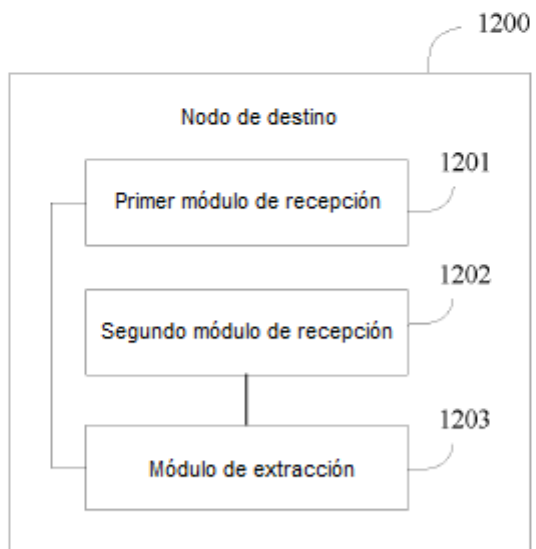 1200
Nodo de destino
1201
Primer módulo de recepción
1202
Segundo módulo de recepción
1203
Módulo de extracción